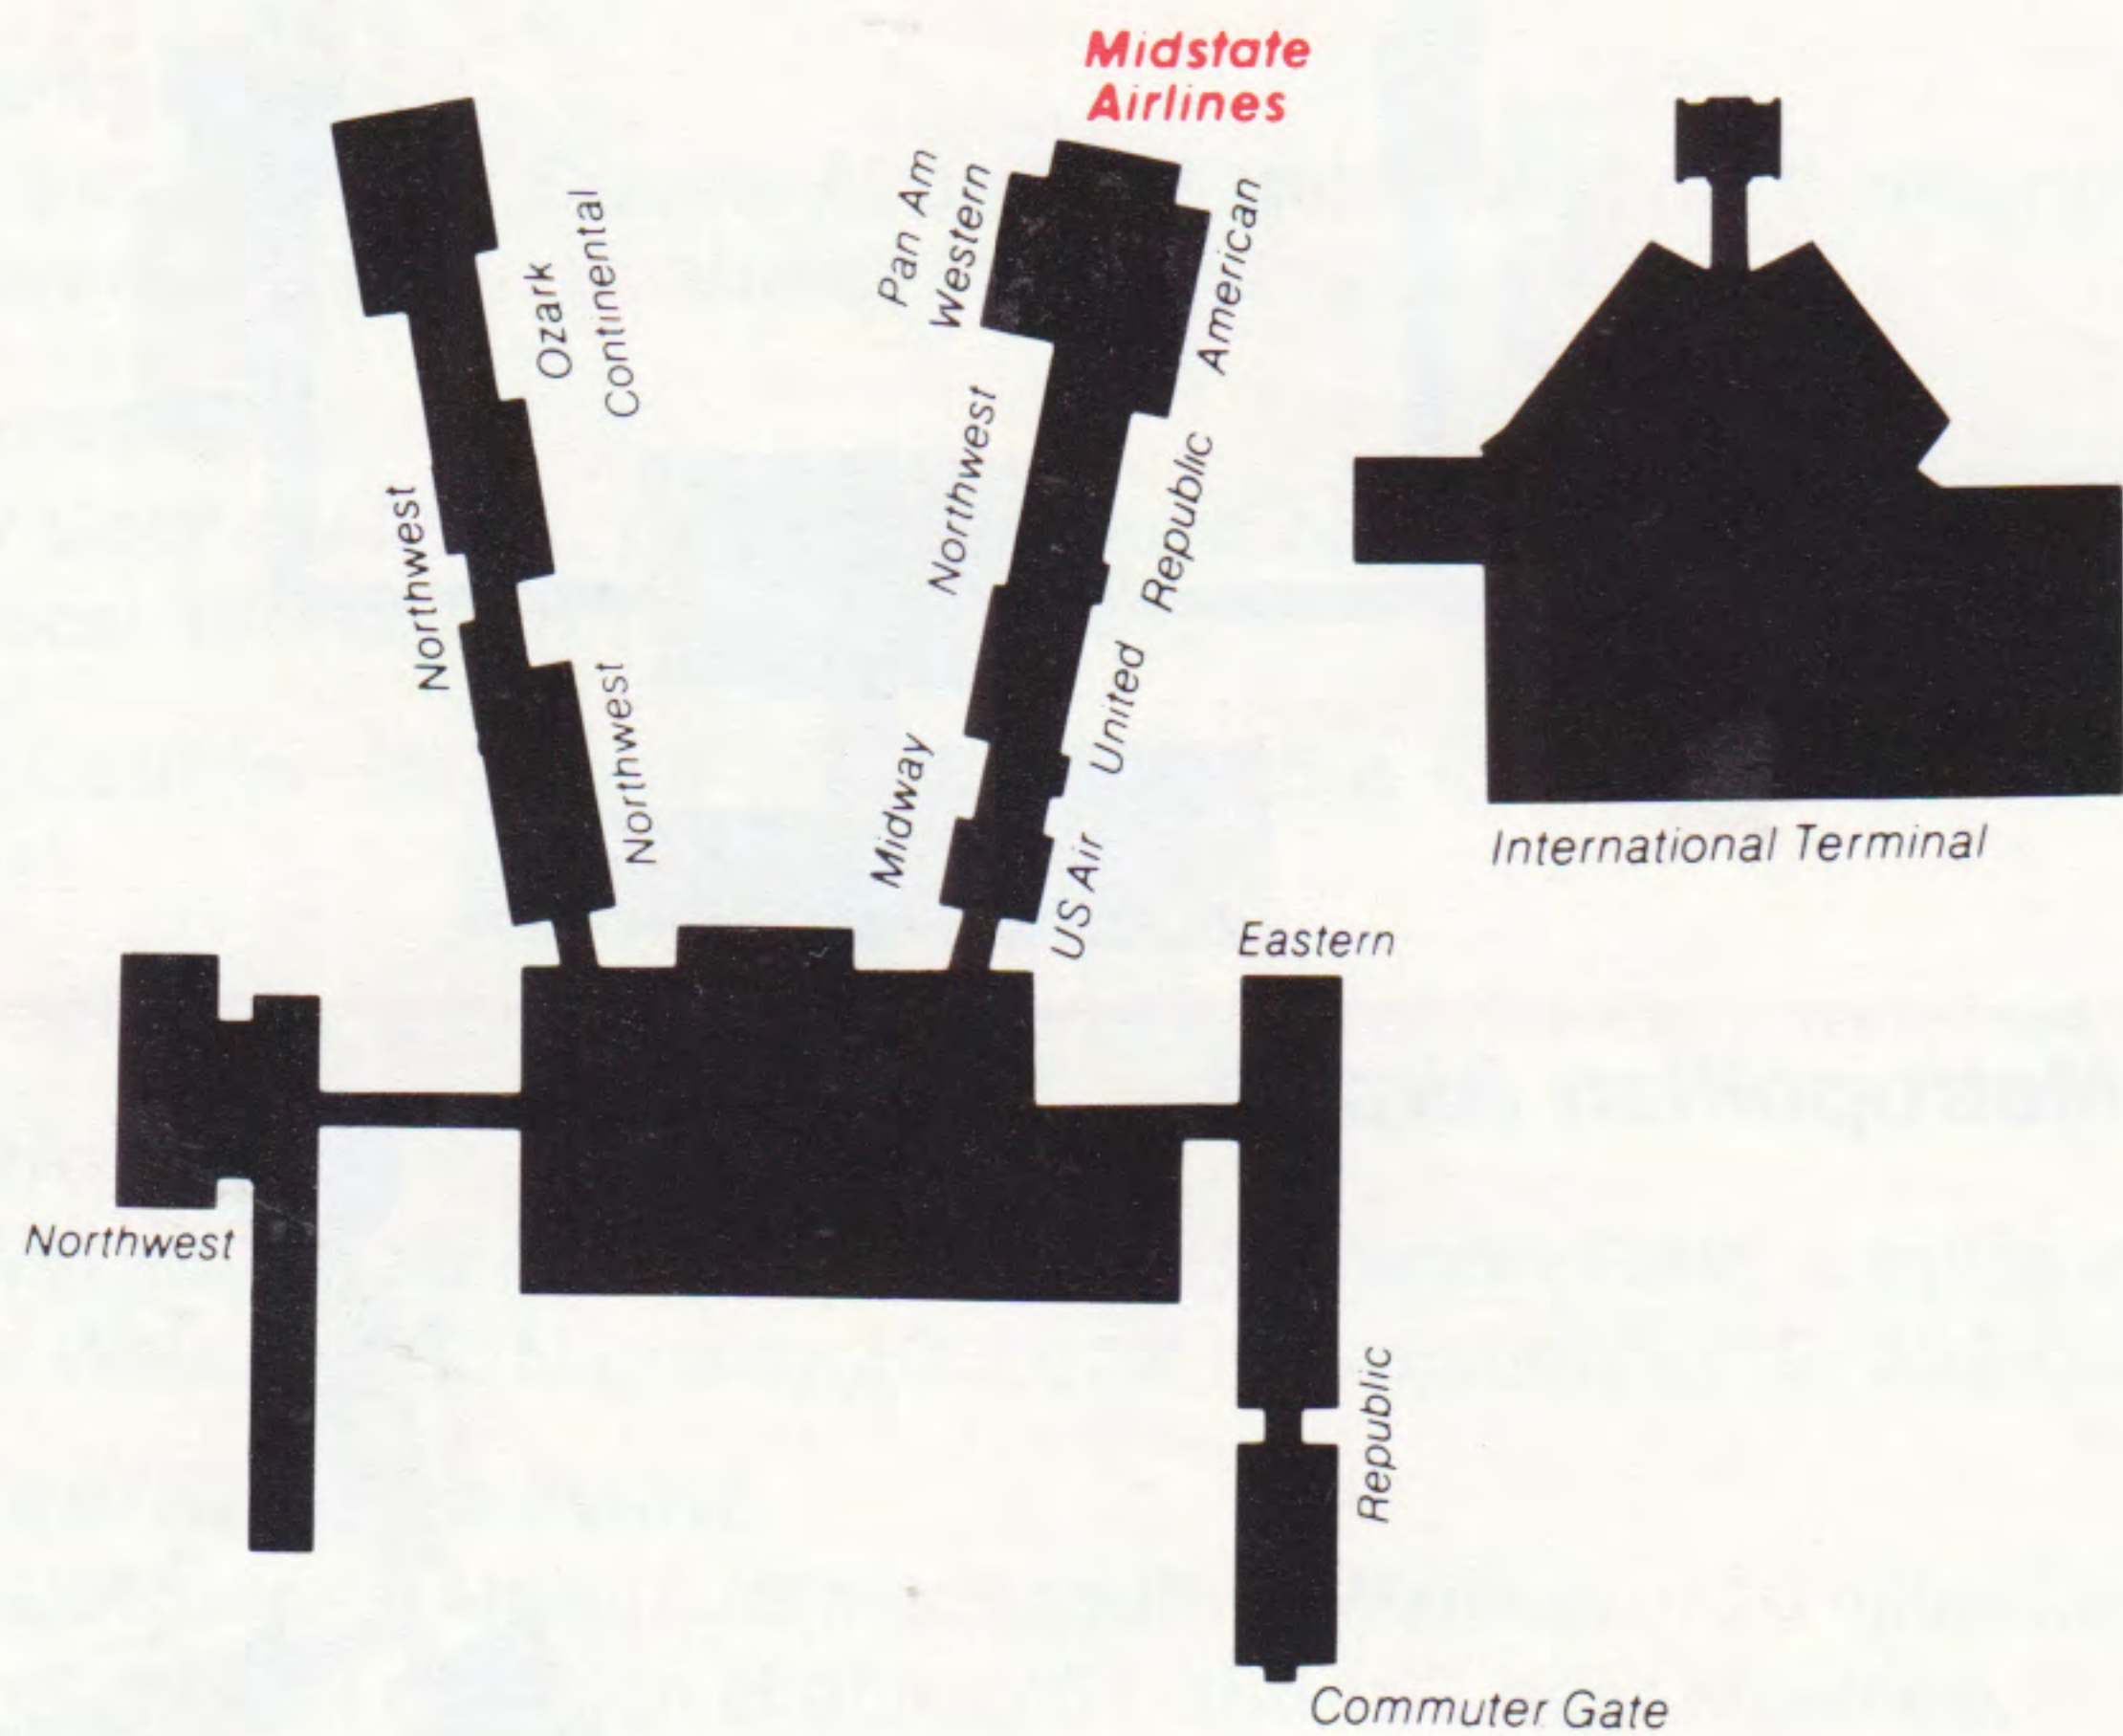 Midstate
Airlines
Pan Am
Western
American
Ozark
Continental
Northwest
Republic
Northwest
Northwest
United
Midway
US Air
International Terminal
Eastern
Northwest
Republic
Commuter Gate